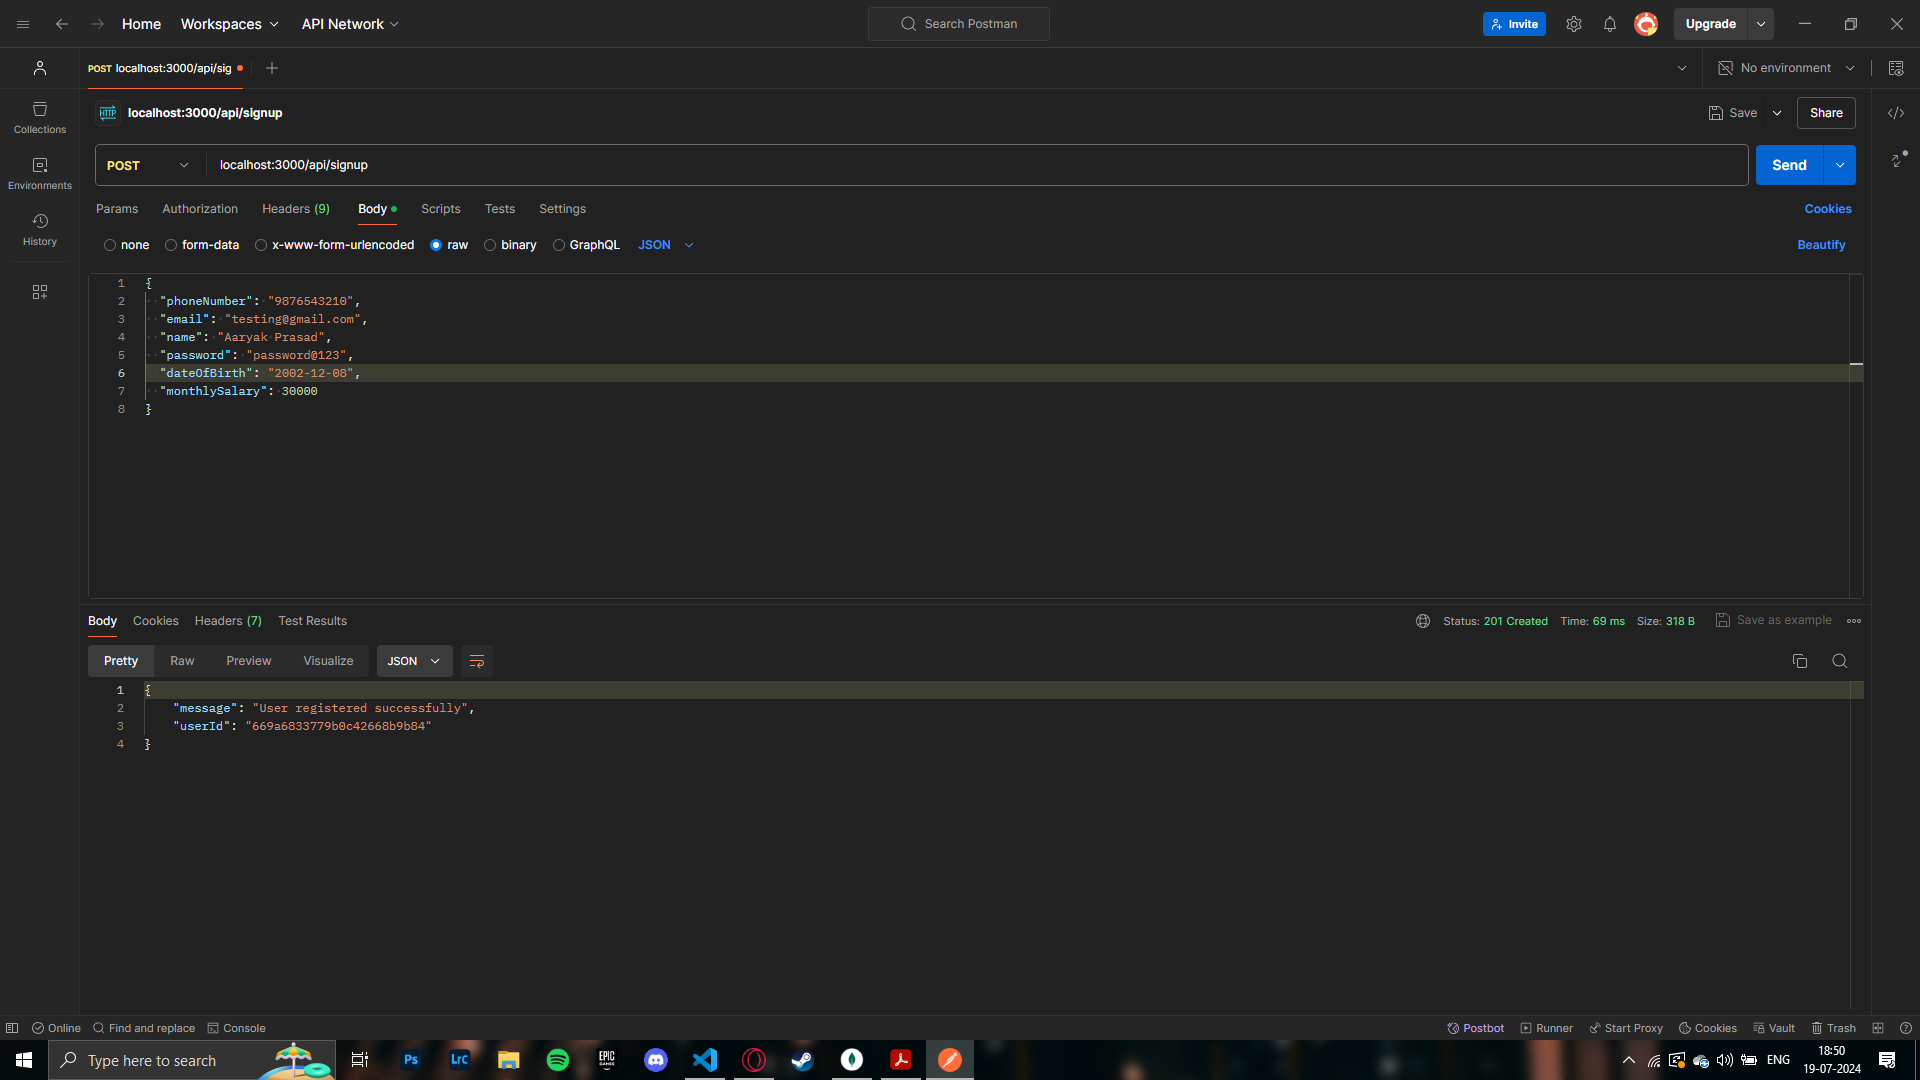 Home Workspaces API Network Search Postman Invite Upgrade
POST localhost:3000/api/sig No environment
HTTP localhost:3000/api/signup Save Share
Collections
POST localhost:3000/api/signup Send
Environments
Params Authorization Headers (9) Body Scripts Tests Settings Cookies
History
none form-data x-www-form-urlencoded raw binary GraphQL JSON Beautify
1 {
2 "phoneNumber": "9876543210",
3 "email": "testing@gmail.com",
4 "name": "Aaryak Prasad",
5 "password": "password@123",
6 "dateOfBirth": "2002-12-08",
7 "monthlySalary": 30000
8 }
Body Cookies Headers (7) Test Results Status: 201 Created Time: 69 ms Size: 318 B Save as example
Pretty Raw Preview Visualize JSON
1 {
2 "message": "User registered successfully",
3 "userId": "669a6833779b0c42668b9b84"
4 }
Online Find and replace Console Postbot Runner Start Proxy Cookies Vault Trash
Type here to search Ps Lrc EPIC GAMES ENG 18:50
19-07-2024